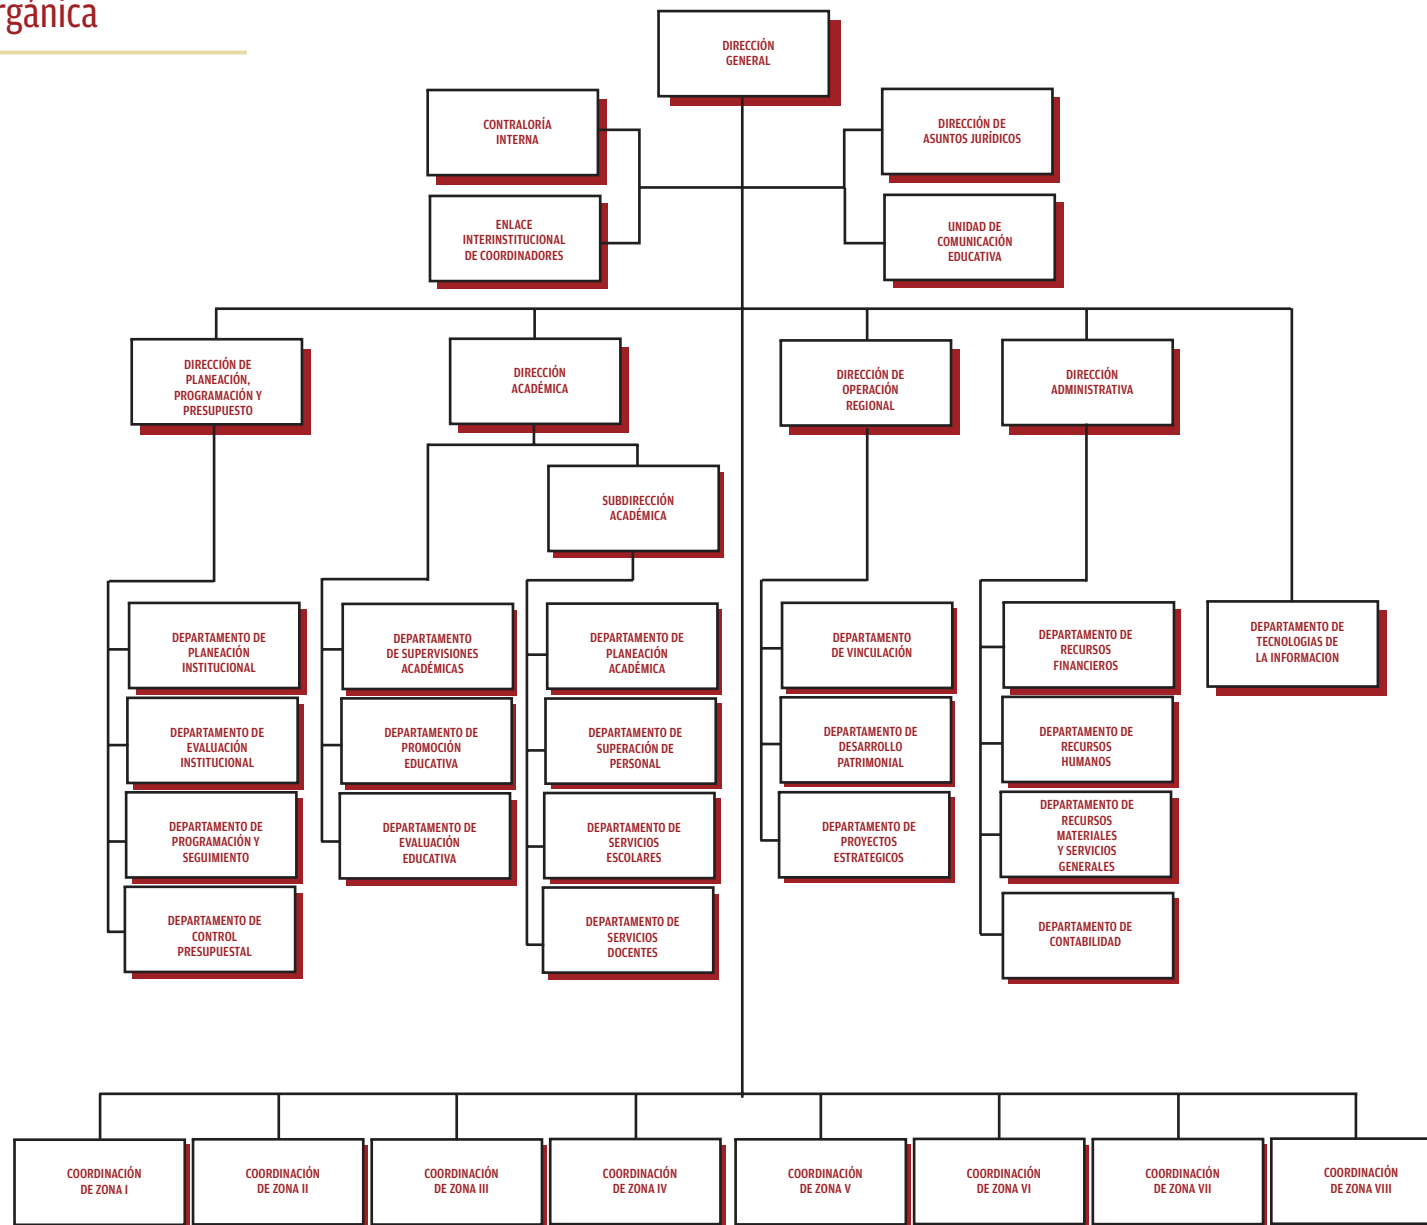 rgánica
DIRECCIÓN
GENERAL
CONTRALORÍA
INTERNA
DIRECCIÓN DE
ASUNTOS JURÍDICOS
ENLACE
INTERINSTITUCIONAL
DE COORDINADORES
UNIDAD DE
COMUNICACIÓN
EDUCATIVA
DIRECCIÓN DE
PLANEACIÓN,
PROGRAMACIÓN Y
PRESUPUESTO
DIRECCIÓN
ACADÉMICA
DIRECCIÓN DE
OPERACIÓN
REGIONAL
DIRECCIÓN
ADMINISTRATIVA
SUBDIRECCIÓN
ACADÉMICA
DEPARTAMENTO DE
PLANEACIÓN
INSTITUCIONAL
DEPARTAMENTO
DE SUPERVISIONES
ACADÉMICAS
DEPARTAMENTO DE
PLANEACIÓN
ACADÉMICA
DEPARTAMENTO
DE VINCULACIÓN
DEPARTAMENTO DE
RECURSOS
FINANCIEROS
DEPARTAMENTO DE
TECNOLOGIAS DE
LA INFORMACION
DEPARTAMENTO DE
EVALUACIÓN
INSTITUCIONAL
DEPARTAMENTO DE
PROMOCIÓN
EDUCATIVA
DEPARTAMENTO DE
SUPERACIÓN DE
PERSONAL
DEPARTAMENTO DE
DESARROLLO
PATRIMONIAL
DEPARTAMENTO DE
RECURSOS
HUMANOS
DEPARTAMENTO DE
PROGRAMACIÓN Y
SEGUIMIENTO
DEPARTAMENTO DE
EVALUACIÓN
EDUCATIVA
DEPARTAMENTO DE
SERVICIOS
ESCOLARES
DEPARTAMENTO DE
PROYECTOS
ESTRATEGICOS
DEPARTAMENTO DE
RECURSOS
MATERIALES
Y SERVICIOS
GENERALES
DEPARTAMENTO DE
CONTROL
PRESUPUESTAL
DEPARTAMENTO DE
SERVICIOS
DOCENTES
DEPARTAMENTO DE
CONTABILIDAD
COORDINACIÓN
DE ZONA I
COORDINACIÓN
DE ZONA II
COORDINACIÓN
DE ZONA III
COORDINACIÓN
DE ZONA IV
COORDINACIÓN
DE ZONA V
COORDINACIÓN
DE ZONA VI
COORDINACIÓN
DE ZONA VII
COORDINACIÓN
DE ZONA VIII